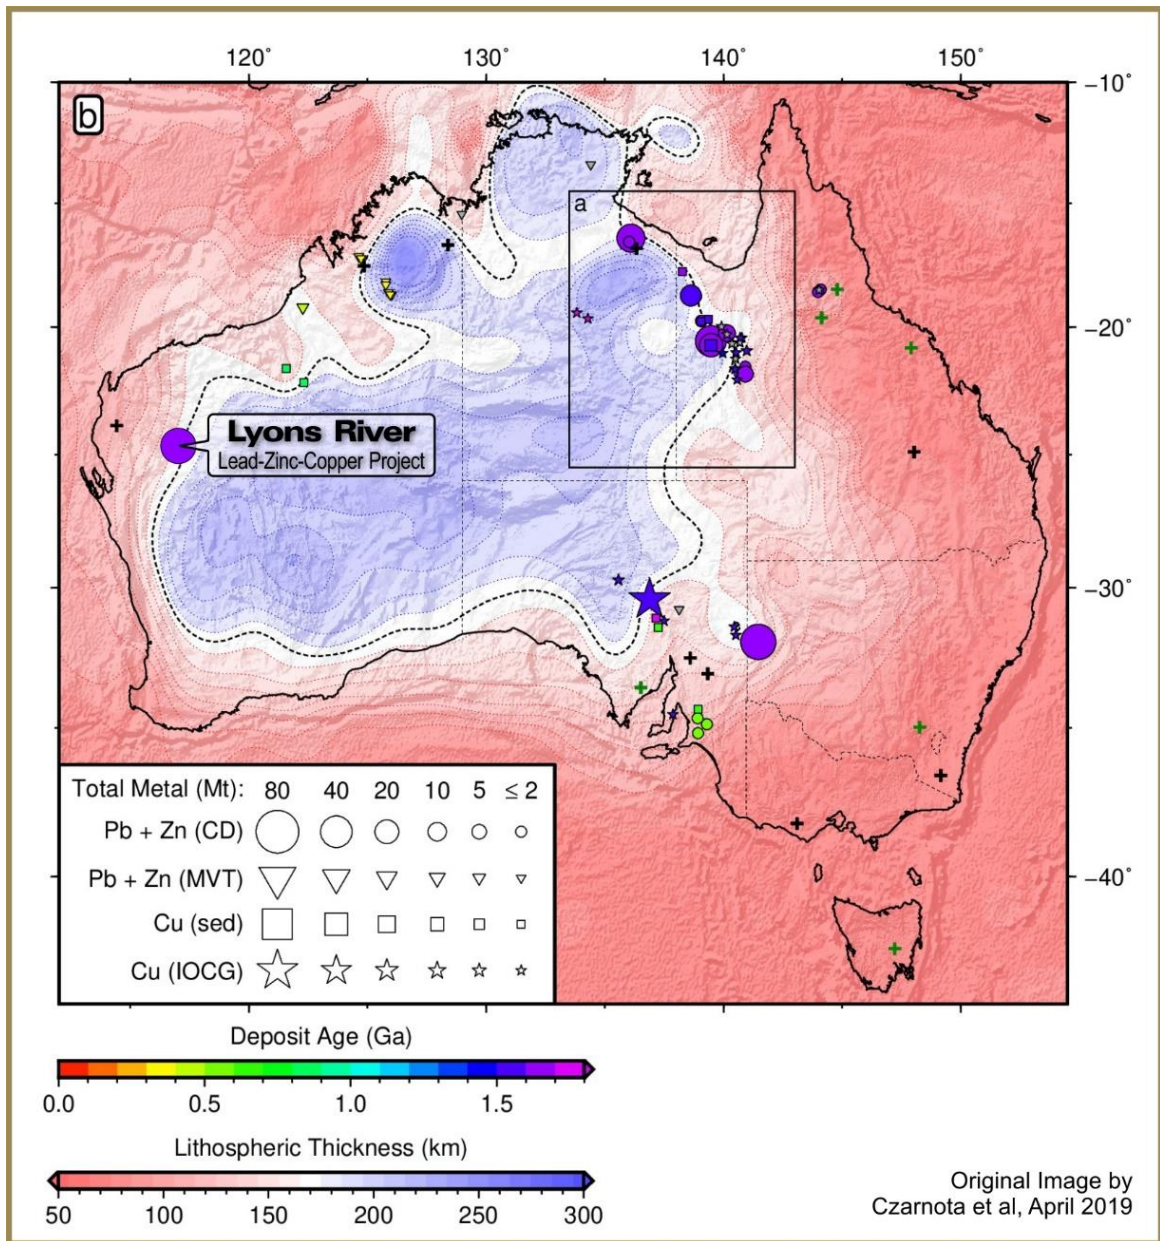 120° 130° 140° 150°
b
−10°
a
−20°
Lyons River
Lead-Zinc-Copper Project
−30°
Total Metal (Mt): 80 40 20 10 5 ≤ 2
Pb + Zn (CD)
Pb + Zn (MVT)
−40°
Cu (sed)
Cu (IOCG)
Deposit Age (Ga)
0.0 0.5 1.0 1.5
Lithospheric Thickness (km)
50 100 150 200 250 300
Original Image by
Czarnota et al, April 2019